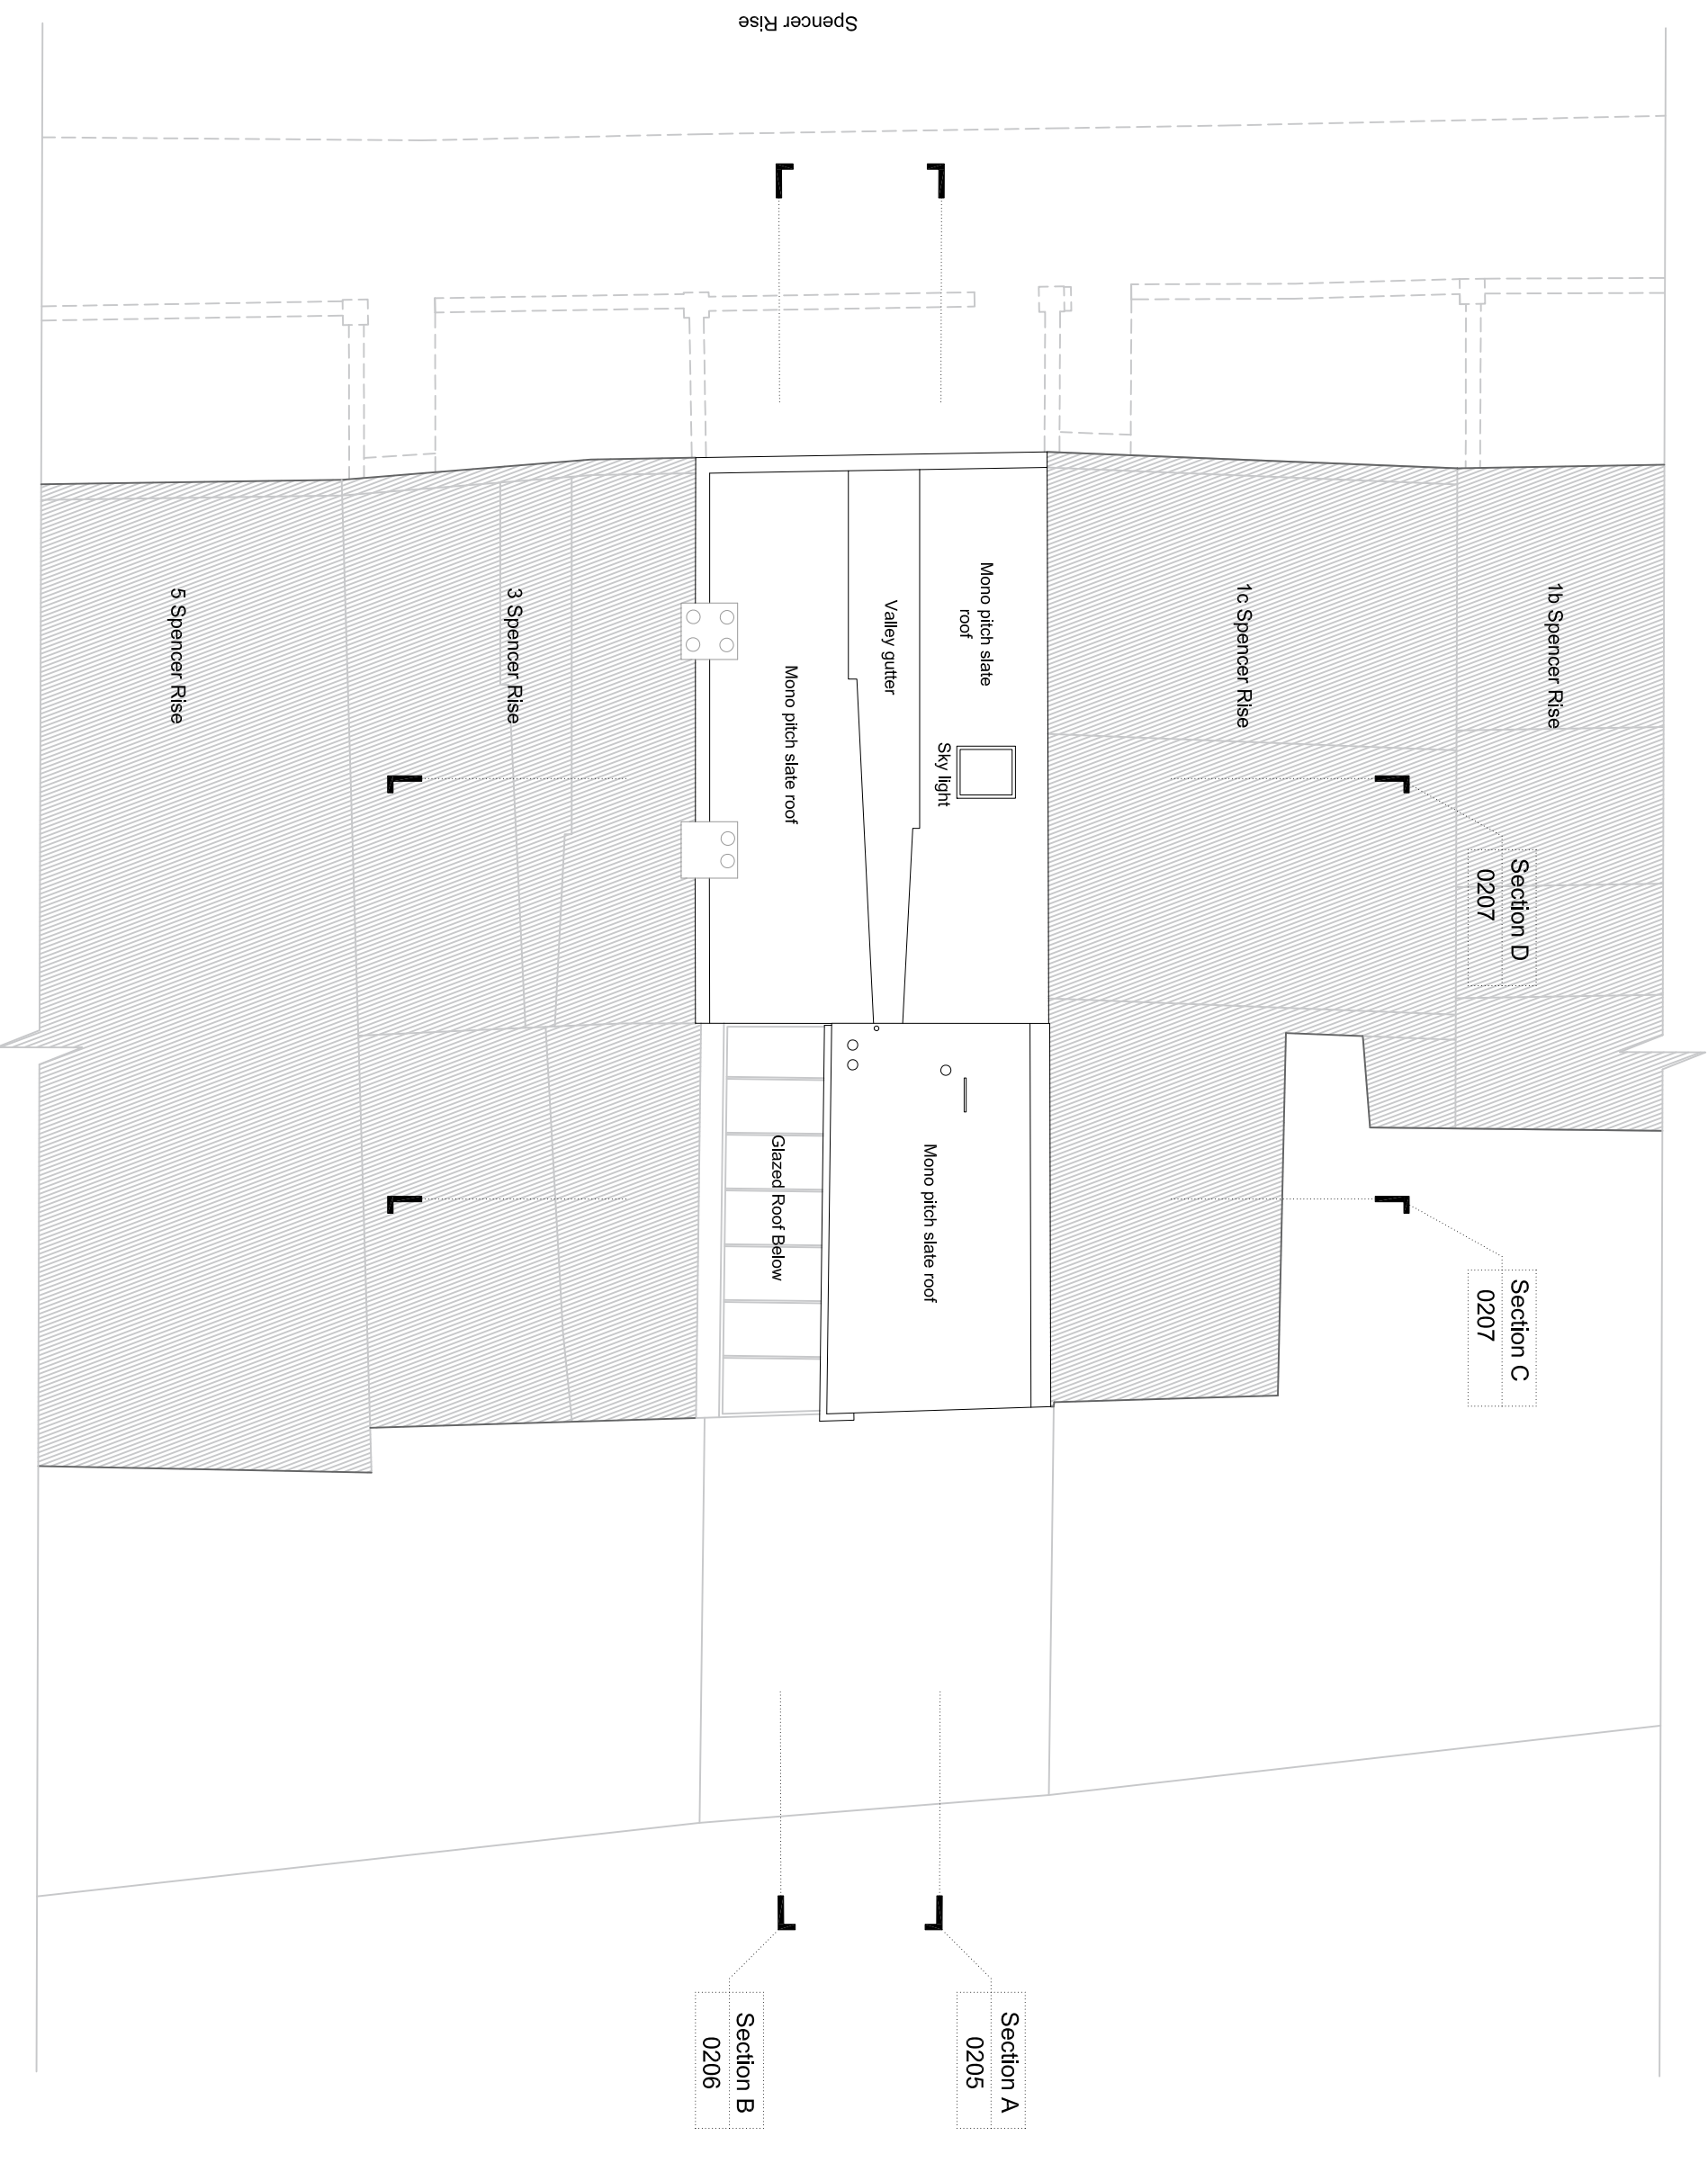 Spencer Rise
5 Spencer Rise
3 Spencer Rise
Mono pitch slate roof
Valley gutter
Mono pitch slate
roof
Sky light
1c Spencer Rise
1b Spencer Rise
Section D
0207
Glazed Roof Below
Mono pitch slate roof
Section C
0207
Section B
0206
Section A
0205